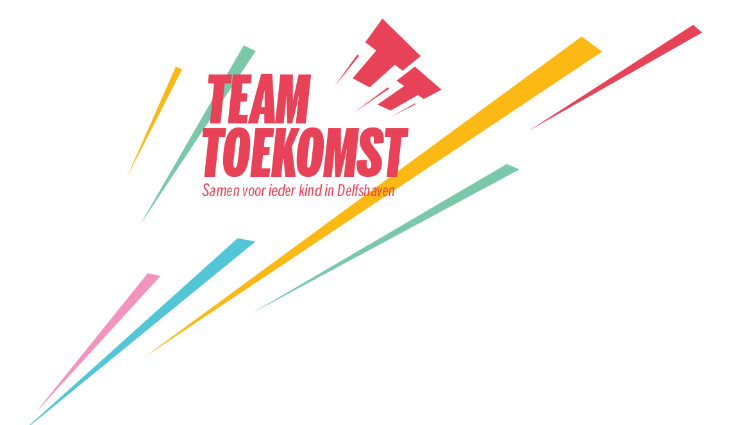 TEAM
TOEKOMST
Samen voor ieder kind in Delfshaven